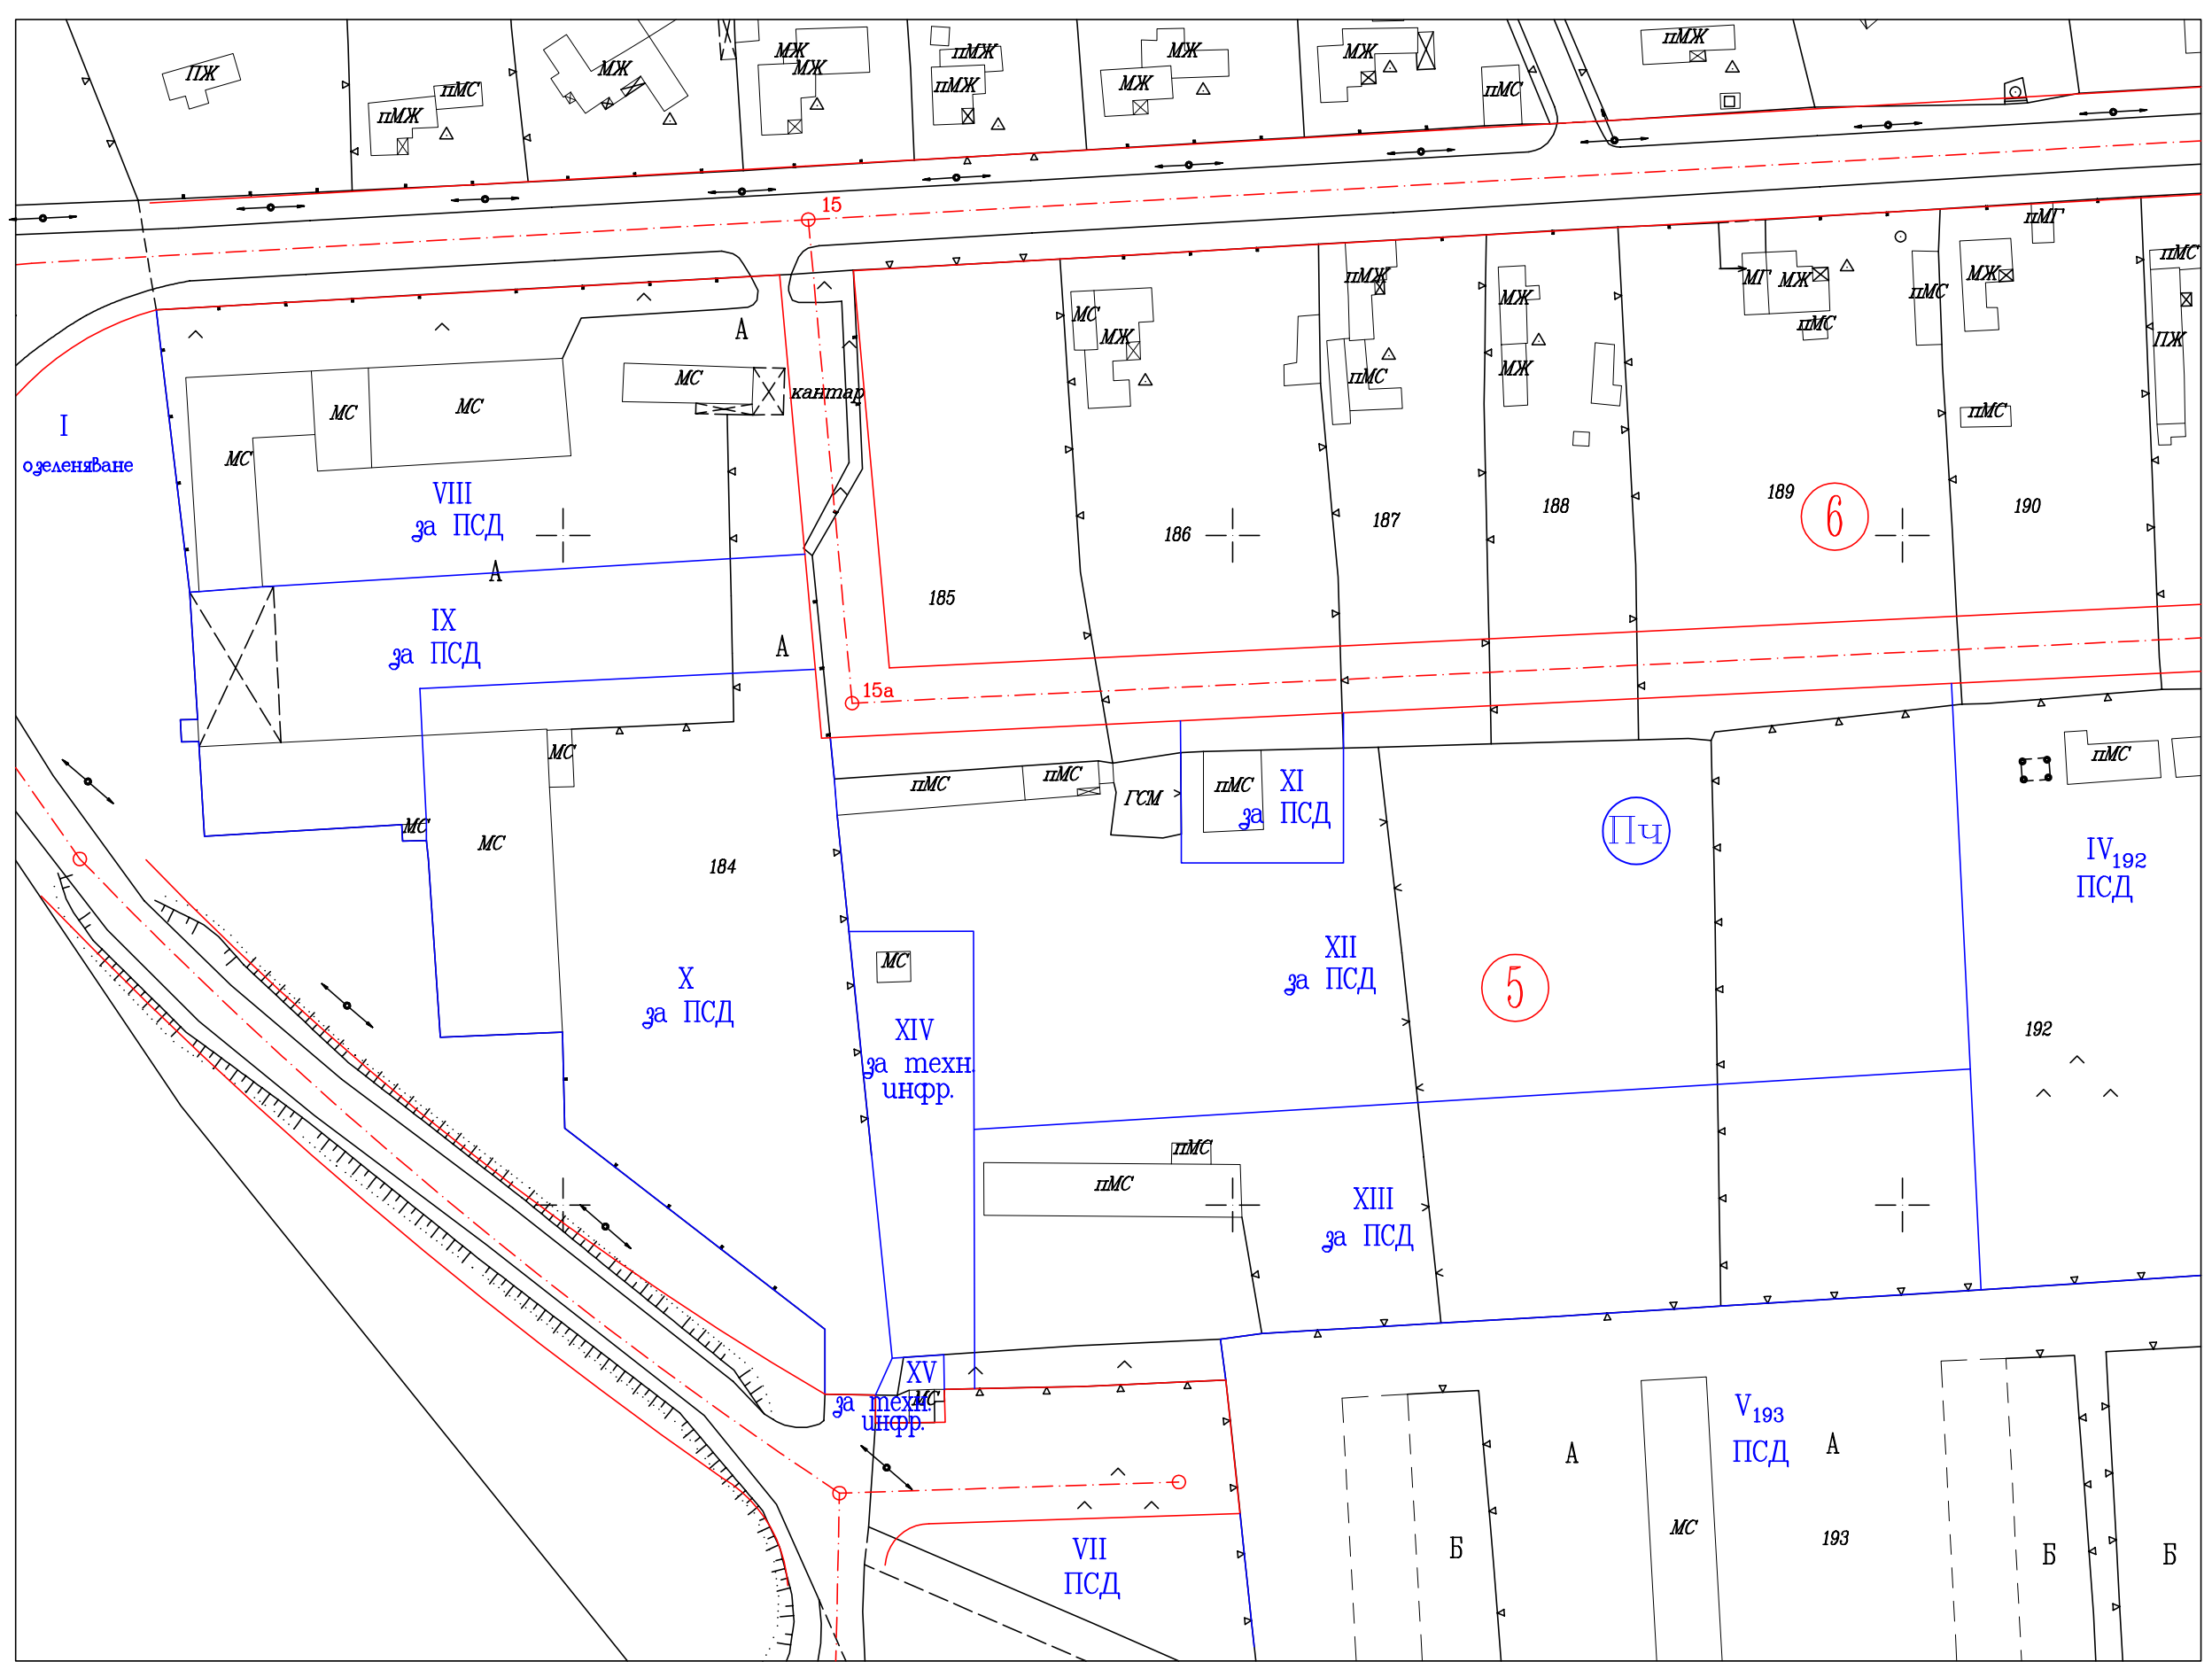 ПЖ
пМЖ
пМС
МЖ
МЖ
МЖ
пМЖ
пМЖ
МЖ
МЖ
МЖ
пМС
пМЖ
15
пМГ
пМС
МГ
МЖ
пМС
пМС
МЖ
ПЖ
пМС
МС
МЖ
пМЖ
пМС
МЖ
МЖ
А
МС
кантар
МС
МС
МС
I
озеленяване
VIII
за ПСД
А
IX
за ПСД
А
185
186
187
188
189
6
190
15а
МС
МС
МС
184
пМС
пМС
ГСМ
пМС
XI
за ПСД
Пч
пМС
IV192
ПСД
X
за ПСД
МС
XIV
за техн.
инфр.
XII
за ПСД
5
192
пМС
пМС
XIII
за ПСД
XV
за техн.
инфр.
МС
V193
ПСД
А
А
МС
193
Б
Б
Б
VII
ПСД